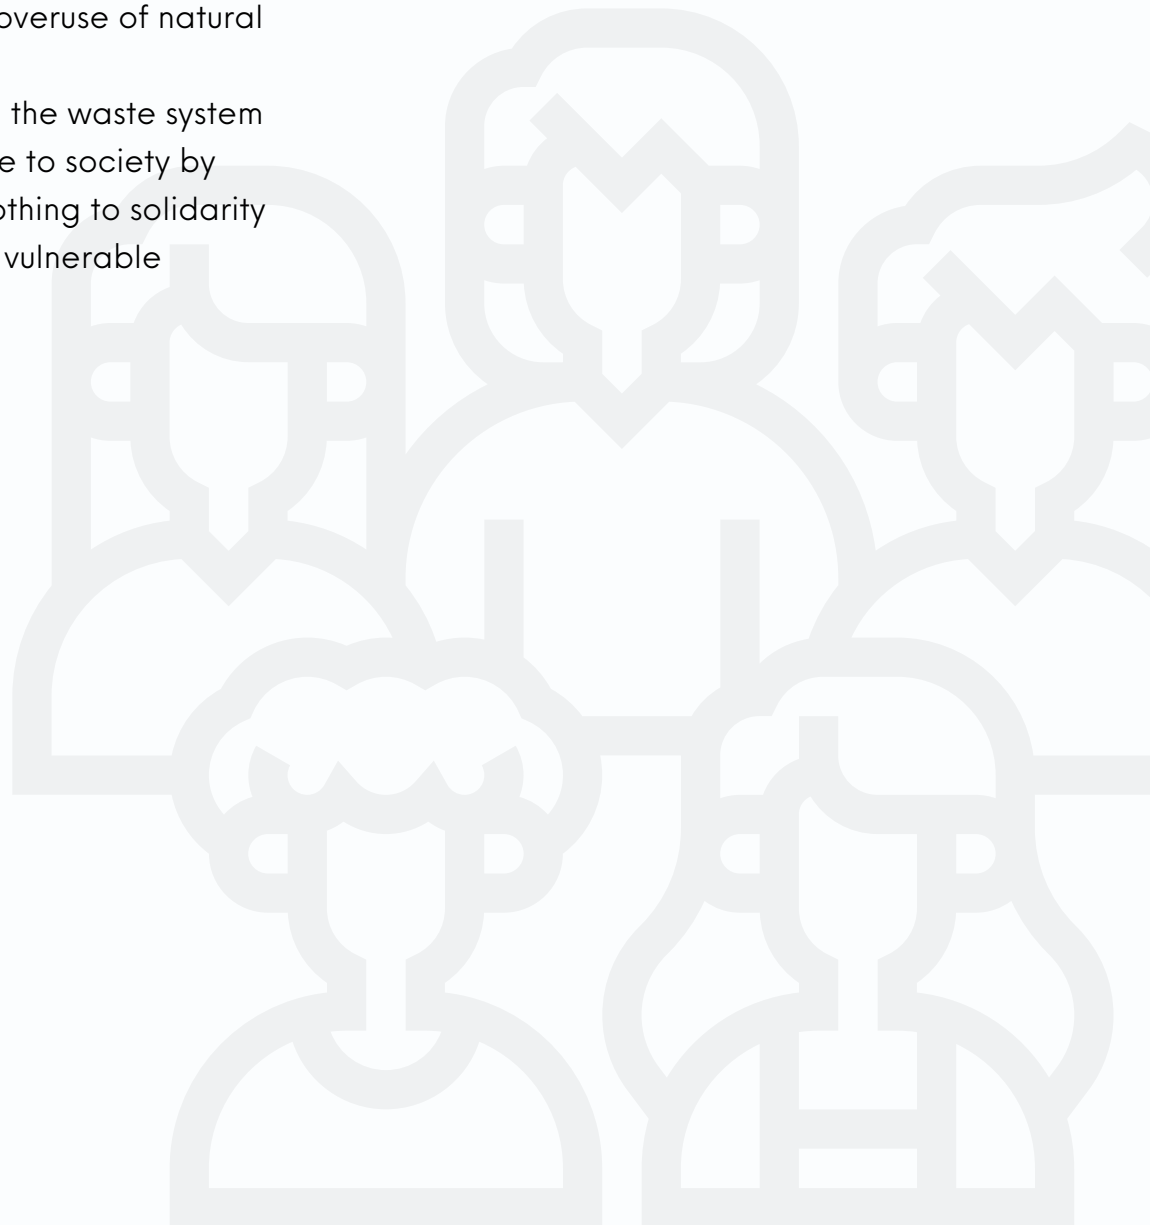 overuse of natural
the waste system
e to society by
othing to solidarity
vulnerable